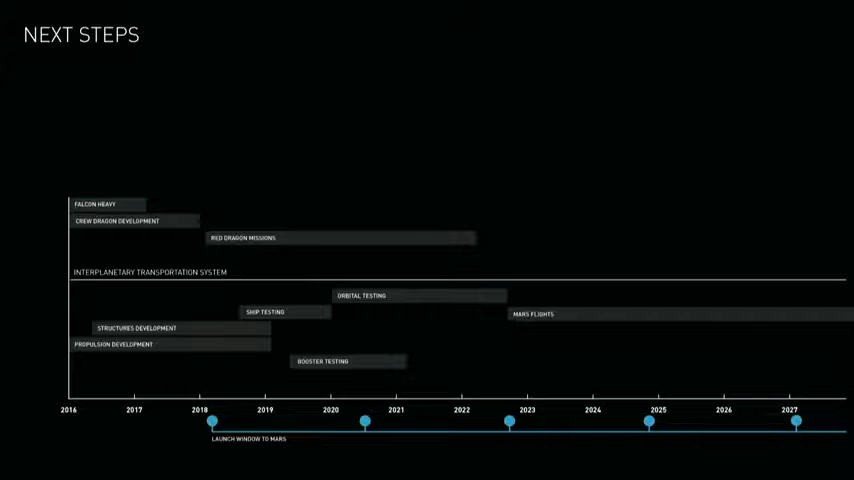 NEXT STEPS
FALCON HEAVY
CREW DRAGON DEVELOPMENT
RED DRAGON MISSIONS
INTERPLANETARY TRANSPORTATION SYSTEM
ORBITAL TESTING
SHIP TESTING
MARS FLIGHTS
STRUCTURES DEVELOPMENT
PROPULSION DEVELOPMENT
BOOSTER TESTING
2016 2017 2018 2019 2020 2021 2022 2023 2024 2025 2026 2027
LAUNCH WINDOW TO MARS